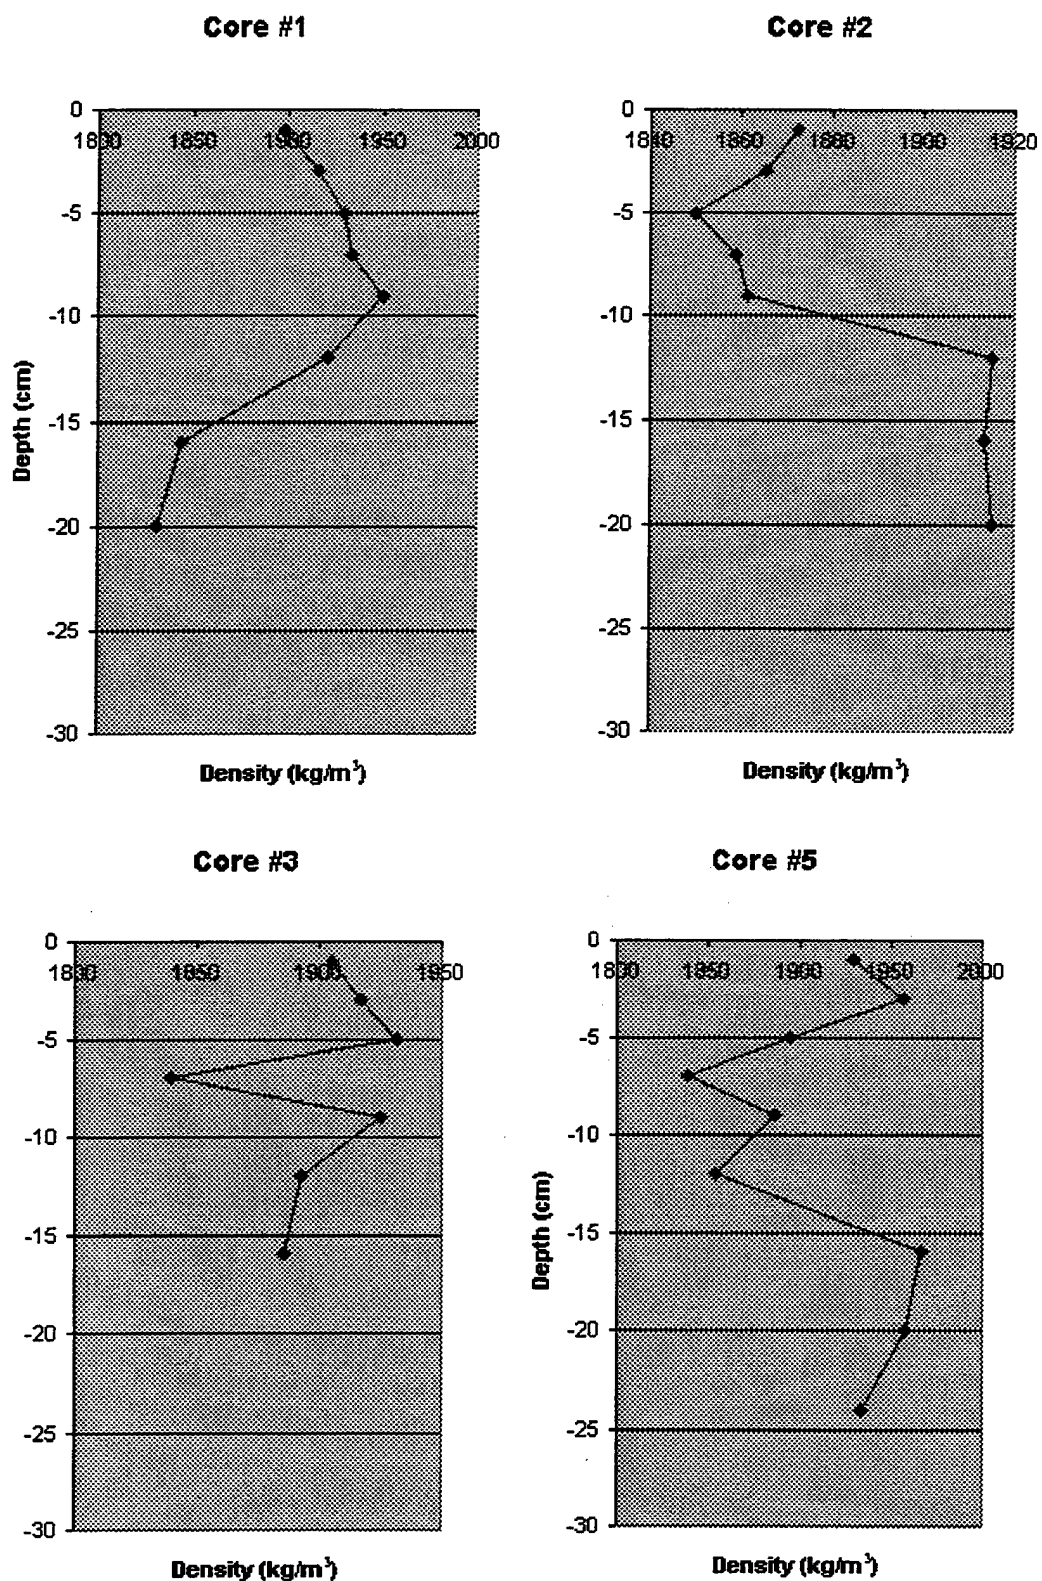 Core #1
0
1800 1850 1900 1950 2000
-5
-10
-15
-20
-25
-30
Depth (cm)
Density (kg/m³)
Core #2
0
1840 1860 1880 1900 1920
-5
-10
-15
-20
-25
-30
Density (kg/m³)
Core #3
0
1800 1850 1900 1950
-5
-10
-15
-20
-25
-30
Density (kg/m³)
Core #5
0
1800 1850 1900 1950 2000
-5
-10
-15
-20
-25
-30
Depth (cm)
Density (kg/m³)